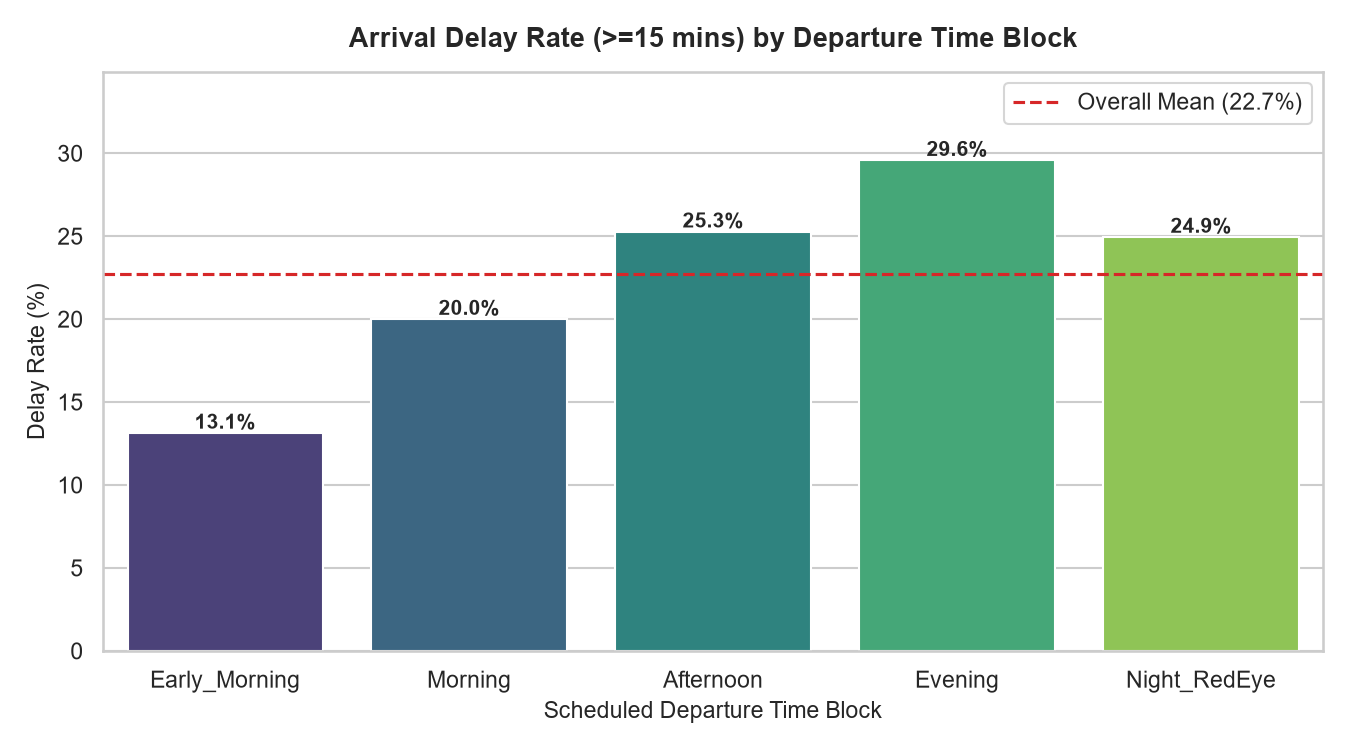 Arrival Delay Rate (>=15 mins) by Departure Time Block
Overall Mean (22.7%)
Delay Rate (%)
30
25
20
15
10
5
0
13.1%
20.0%
25.3%
29.6%
24.9%
Early_Morning
Morning
Afternoon
Evening
Night_RedEye
Scheduled Departure Time Block